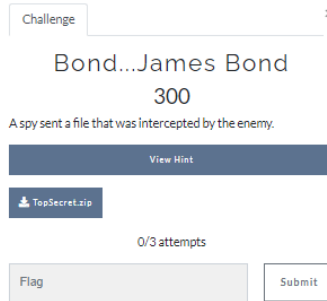 Challenge
Bond...James Bond
300
A spy sent a file that was intercepted by the enemy.
View Hint
TopSecret.zip
0/3 attempts
Flag
Submit